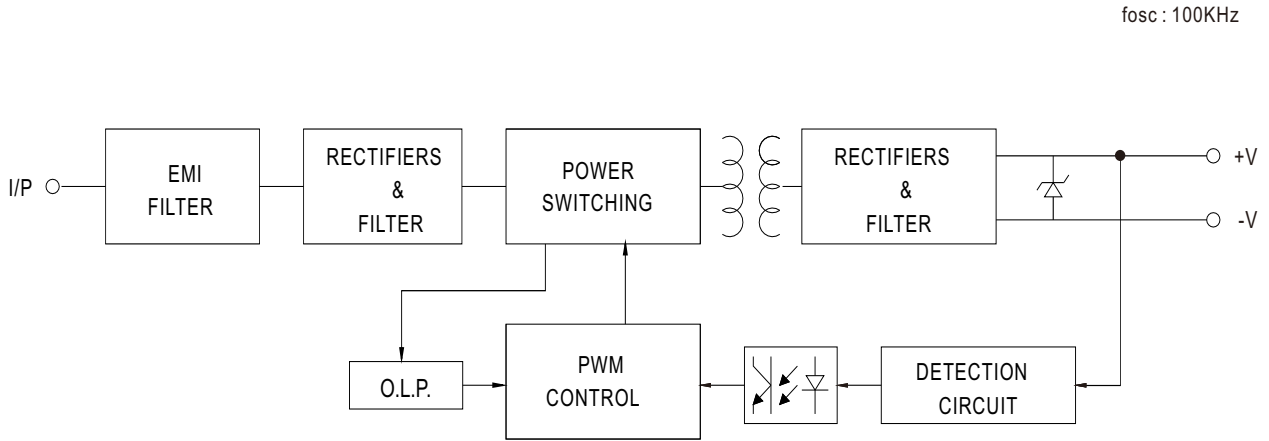 fosc : 100KHz
I/P
EMI
FILTER
RECTIFIERS
&
FILTER
POWER
SWITCHING
RECTIFIERS
&
FILTER
+V
-V
O.L.P.
PWM
CONTROL
DETECTION
CIRCUIT